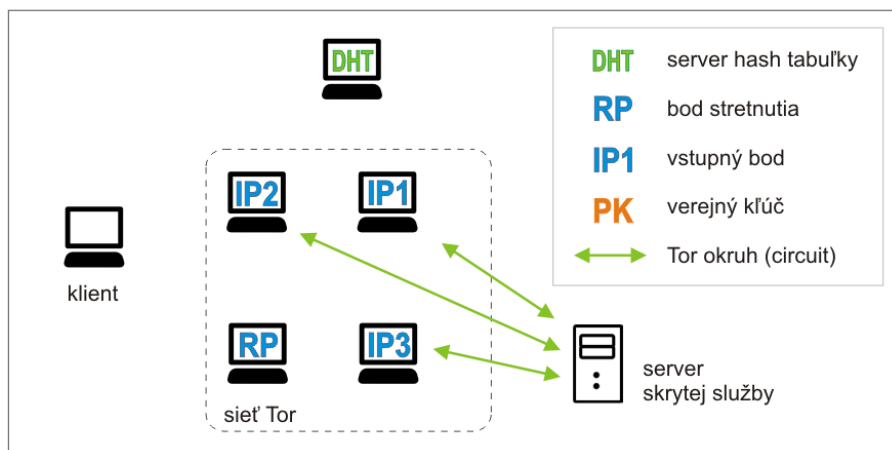 DHT
DHT server hash tabuľky
RP bod stretnutia
IP1 vstupný bod
PK verejný kľúč
Tor okruh (circuit)
IP2
IP1
klient
RP
IP3
sieť Tor
server
skrytej služby